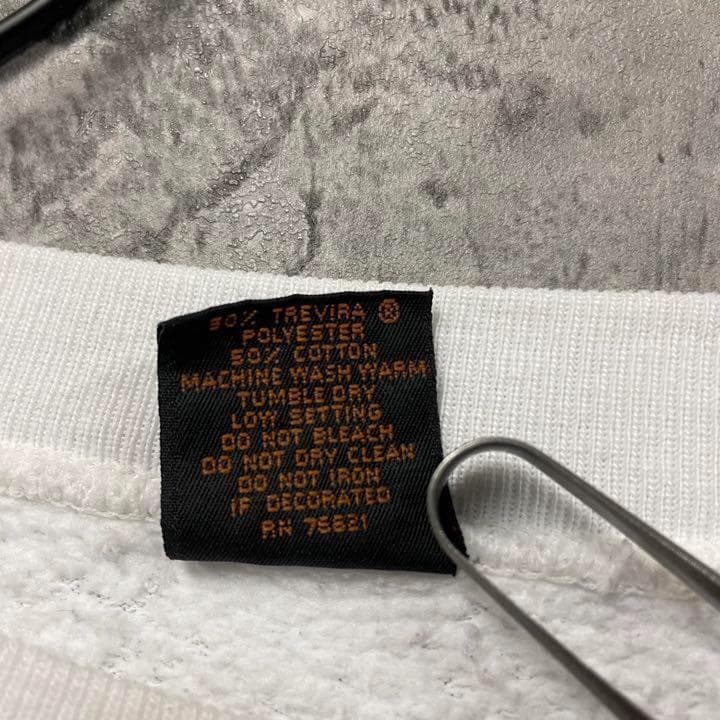 50% TREVIRA ®
POLYESTER
50% COTTON
MACHINE WASH WARM
TUMBLE DRY
LOW SETTING
DO NOT BLEACH
DO NOT DRY CLEAN
DO NOT IRON
IF DECORATED
RN